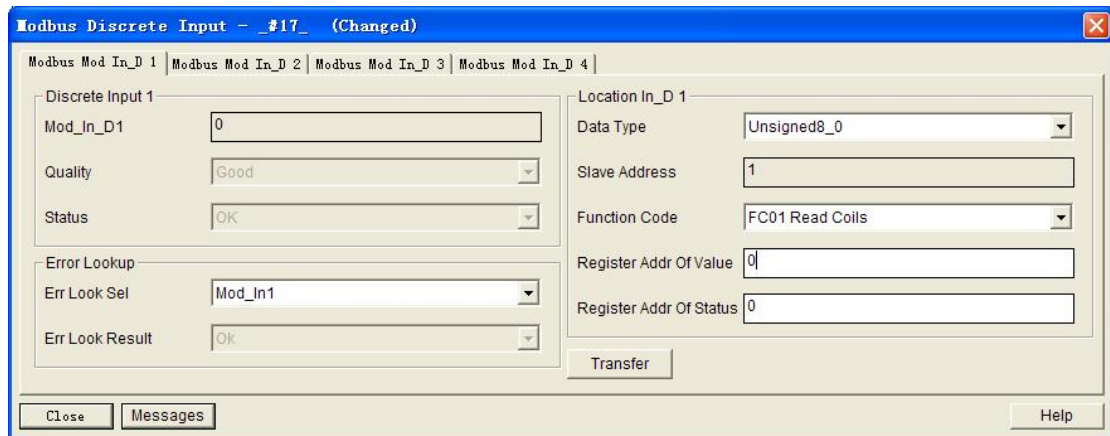 Modbus Discrete Input - _#17_ (Changed)
Modbus Mod In_D 1 Modbus Mod In_D 2 Modbus Mod In_D 3 Modbus Mod In_D 4
Discrete Input 1
Mod_In_D1 0
Quality Good
Status OK
Error Lookup
Err Look Sel Mod_In1
Err Look Result Ok
Location In_D 1
Data Type Unsigned8_0
Slave Address 1
Function Code FC01 Read Coils
Register Addr Of Value 0
Register Addr Of Status 0
Transfer
Close Messages Help